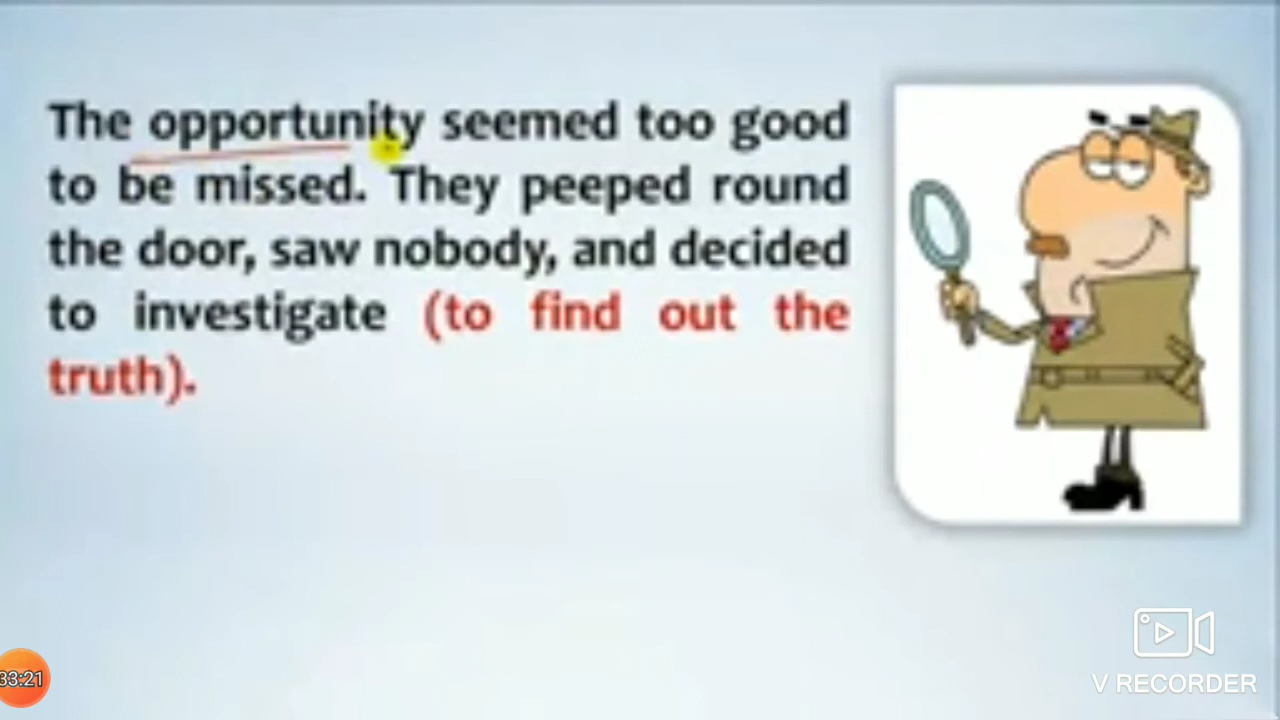 The opportunity seemed too good
to be missed. They peeped round
the door, saw nobody, and decided
to investigate (to find out the
truth).
33:21
V RECORDER